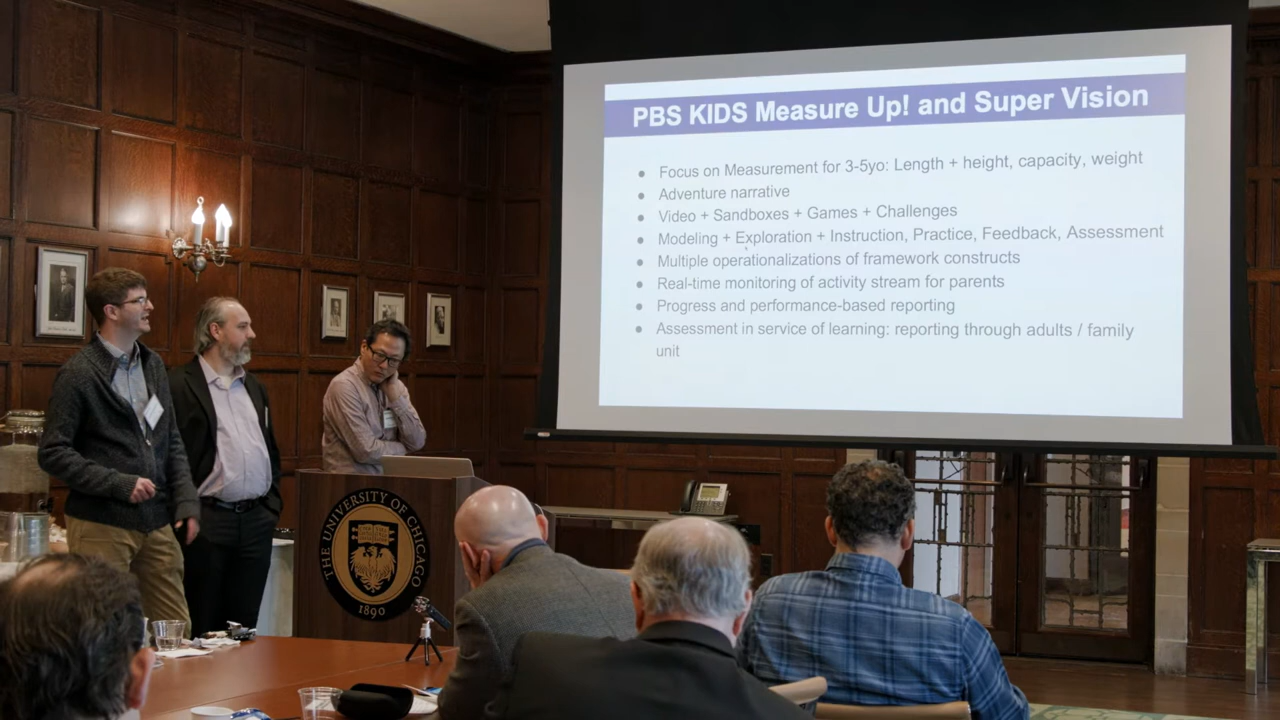 PBS KIDS Measure Up! and Super Vision
● Focus on Measurement for 3-5yo: Length + height, capacity, weight
● Adventure narrative
● Video + Sandboxes + Games + Challenges
● Modeling + Exploration + Instruction, Practice, Feedback, Assessment
● Multiple operationalizations of framework constructs
● Real-time monitoring of activity stream for parents
● Progress and performance-based reporting
● Assessment in service of learning: reporting through adults / family
unit
THE UNIVERSITY OF CHICAGO
1890